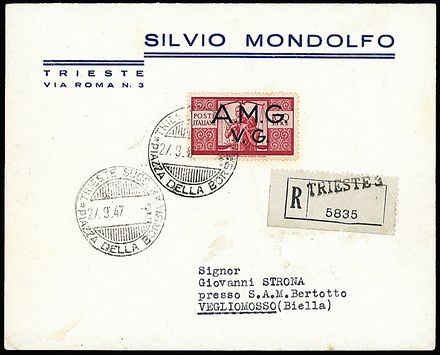 SILVIO MONDOLFO
TRIESTE
VIA ROMA N. 3
POSTE
ITALIANE
A.M.G.
V.G.
TRIESTE
27.9.47
PIAZZA DELLA BORSA
TRIESTE
27.9.47
PIAZZA DELLA BORSA
R
TRIESTE 3
5835
Signor
Giovanni STRONA
presso S.A.M.Bertotto
VEGLIOMOSSO(Biella)